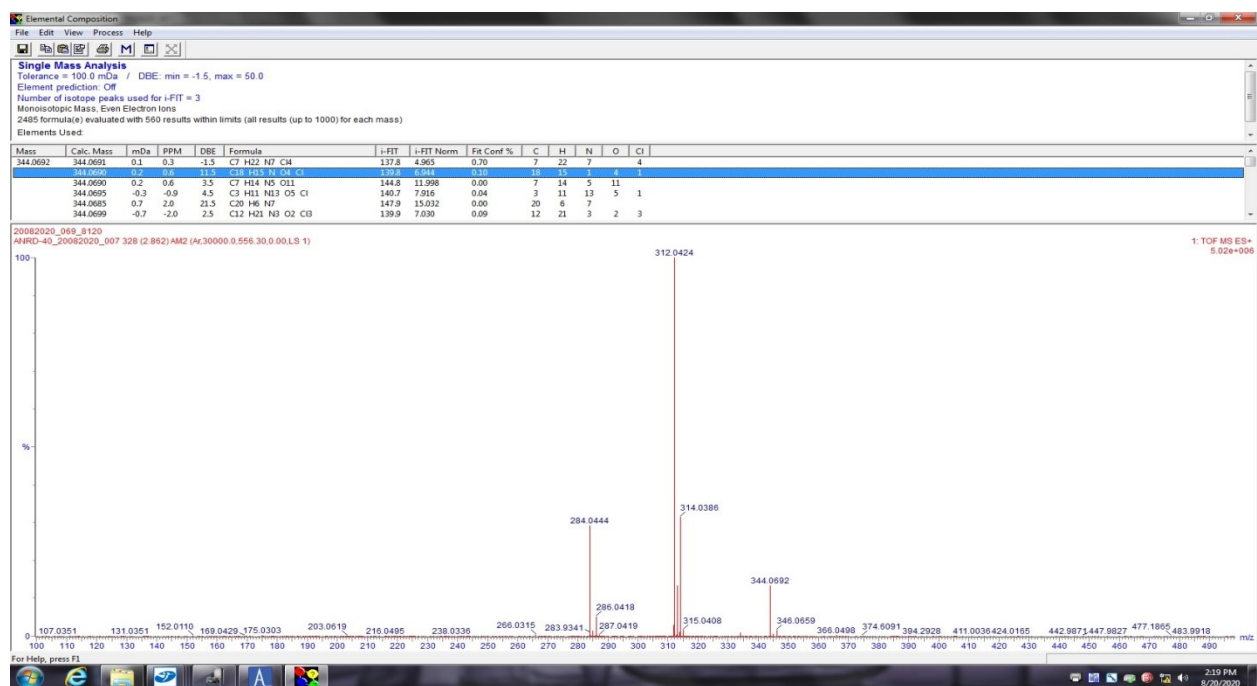 Elemental Composition
File Edit View Process Help
Single Mass Analysis
Tolerance = 100.0 mDa / DBE: min = -1.5, max = 50.0
Element prediction: Off
Number of isotope peaks used for i-FIT = 3
Monoisotopic Mass, Even Electron Ions
2485 formula(e) evaluated with 560 results within limits (all results (up to 1000) for each mass)
Elements Used:
Mass Calc. Mass mDa PPM DBE Formula i-FIT i-FIT Norm Fit Conf % C H N O Cl
344.0692 344.0691 0.1 0.3 -1.5 C7 H22 N7 Cl4 137.8 4.965 0.70 7 22 7 4
344.0690 0.2 0.6 11.5 C18 H15 N O4 Cl 139.8 6.944 0.10 18 15 1 4 1
344.0690 0.2 0.6 3.5 C7 H14 N5 O11 144.8 11.998 0.00 7 14 5 11
344.0695 -0.3 -0.9 4.5 C3 H11 N13 O5 Cl 140.7 7.916 0.04 3 11 13 5 1
344.0685 0.7 2.0 21.5 C20 H6 N7 147.9 15.032 0.00 20 6 7
344.0699 -0.7 -2.0 2.5 C12 H21 N3 O2 Cl3 139.9 7.030 0.09 12 21 3 2 3
20082020_069_8120
ANRD-40_20082020_007 328 (2.862) AM2 (Ar,30000.0,556.30,0.00,LS 1)
1: TOF MS ES+
5.02e+006
100
312.0424
%
314.0386
284.0444
344.0692
286.0418
0
107.0351 131.0351 152.0110 169.0429 175.0303 203.0619 216.0495 238.0336 266.0315 283.9341 287.0419 315.0408 346.0659 366.0498 374.6091 394.2928 411.0036 424.0165 442.9871 447.9827 477.1865 483.9918
m/z
100 110 120 130 140 150 160 170 180 190 200 210 220 230 240 250 260 270 280 290 300 310 320 330 340 350 360 370 380 390 400 410 420 430 440 450 460 470 480 490
For Help, press F1
2:19 PM
8/20/2020